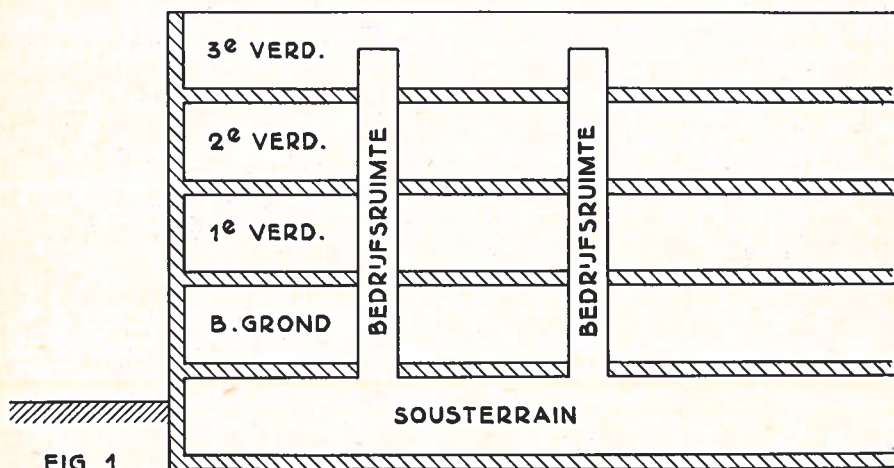 3e VERD.
2e VERD.
1e VERD.
B.GROND
BEDRIJFSRUIMTE
BEDRIJFSRUIMTE
SOUSTERRAIN
FIG. 1